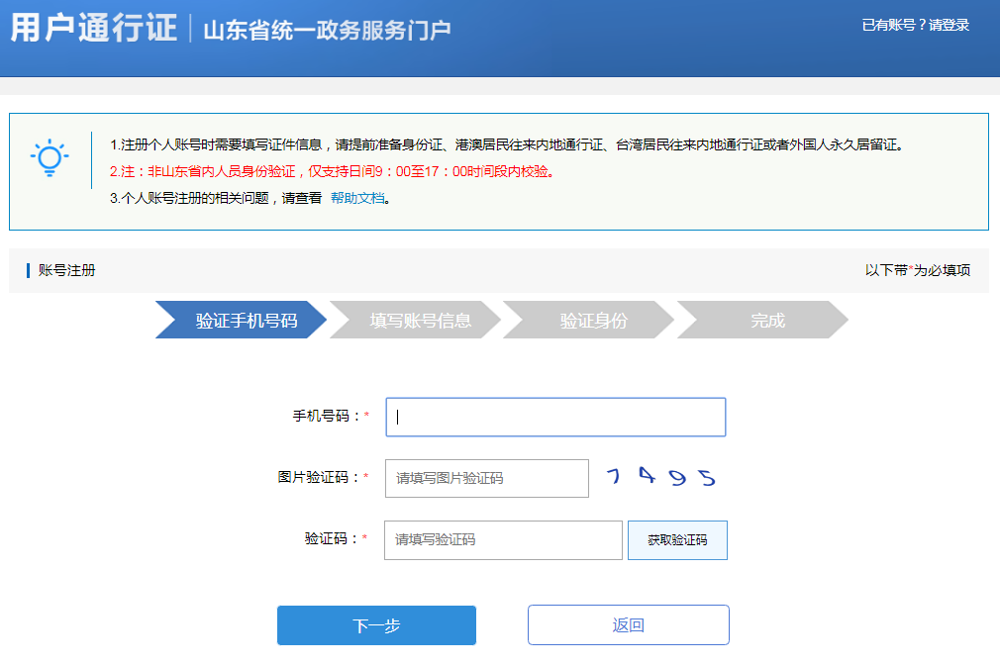 用户通行证 | 山东省统一政务服务门户
已有账号？请登录
1.注册个人账号时需要填写证件信息，请提前准备身份证、港澳居民往来内地通行证、台湾居民往来内地通行证或者外国人永久居留证。
2.注：非山东省内人员身份验证，仅支持日间9：00至17：00时间段内校验。
3.个人账号注册的相关问题，请查看 帮助文档。
账号注册
以下带*为必填项
验证手机号码 填写账号信息 验证身份 完成
手机号码：*
图片验证码：* 请填写图片验证码 7 4 9 5
验证码：* 请填写验证码 获取验证码
下一步 返回